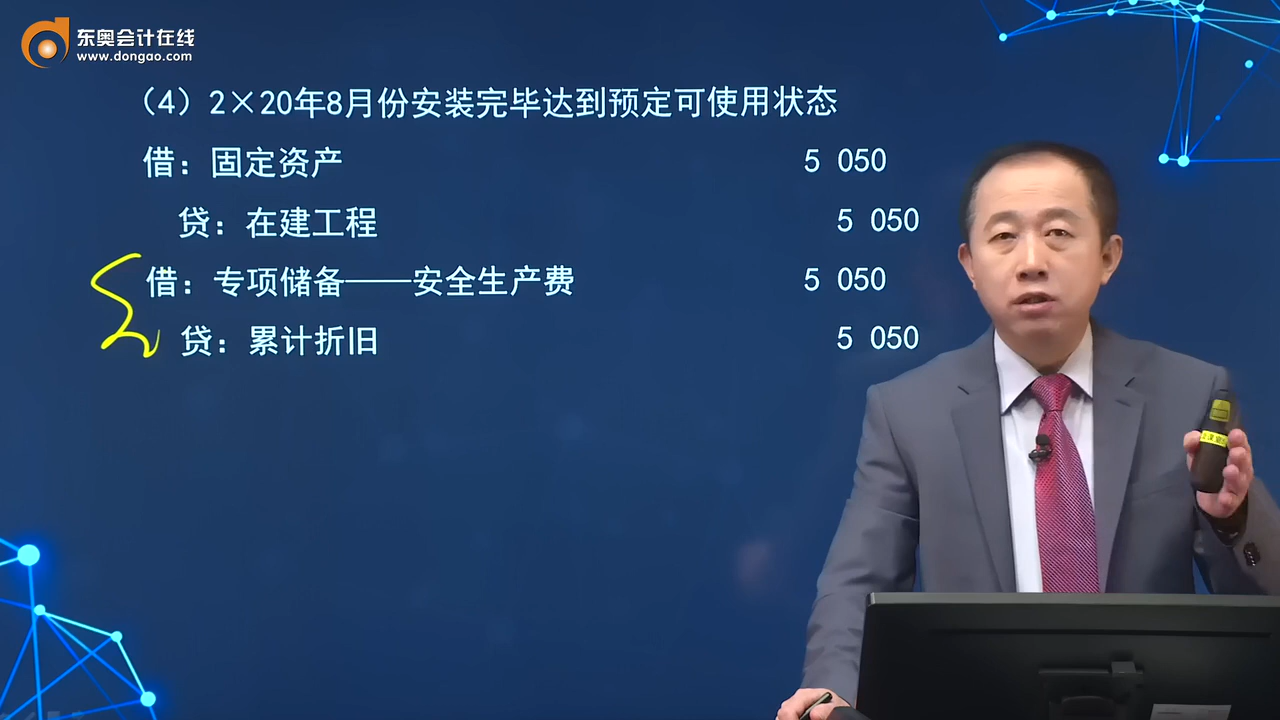 东奥会计在线
www.dongao.com
（4）2×20年8月份安装完毕达到预定可使用状态
借：固定资产 5 050
贷：在建工程 5 050
借：专项储备——安全生产费 5 050
贷：累计折旧 5 050